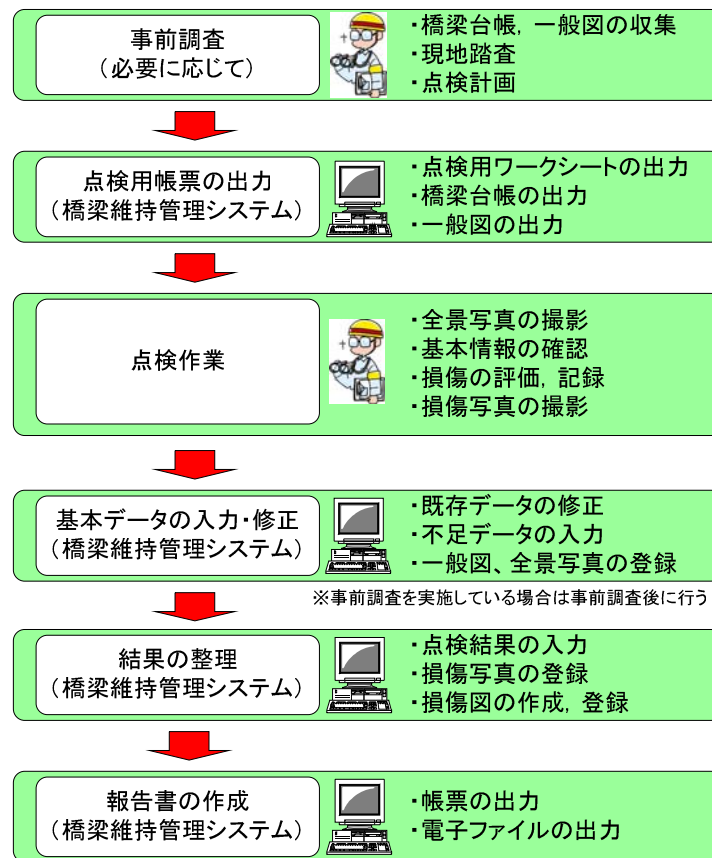 事前調査
（必要に応じて）
・橋梁台帳，一般図の収集
・現地踏査
・点検計画
点検用帳票の出力
（橋梁維持管理システム）
・点検用ワークシートの出力
・橋梁台帳の出力
・一般図の出力
点検作業
・全景写真の撮影
・基本情報の確認
・損傷の評価，記録
・損傷写真の撮影
基本データの入力・修正
（橋梁維持管理システム）
・既存データの修正
・不足データの入力
・一般図、全景写真の登録
※事前調査を実施している場合は事前調査後に行う
結果の整理
（橋梁維持管理システム）
・点検結果の入力
・損傷写真の登録
・損傷図の作成，登録
報告書の作成
（橋梁維持管理システム）
・帳票の出力
・電子ファイルの出力